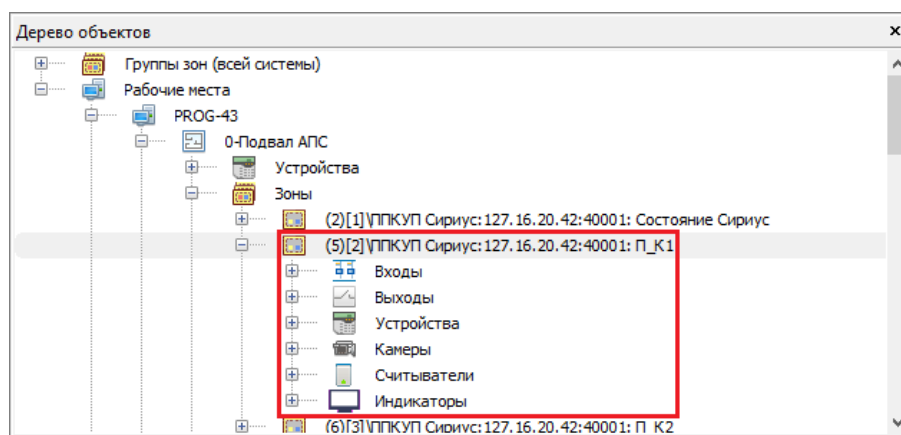 Дерево объектов
Группы зон (всей системы)
Рабочие места
PROG-43
0-Подвал АПС
Устройства
Зоны
(2)[1]\ППКУП Сириус:127.16.20.42:40001: Состояние Сириус
(5)[2]\ППКУП Сириус:127.16.20.42:40001: П_К1
Входы
Выходы
Устройства
Камеры
Считыватели
Индикаторы
(6)[3]\ППКУП Сириус:127.16.20.42:40001: П_К2